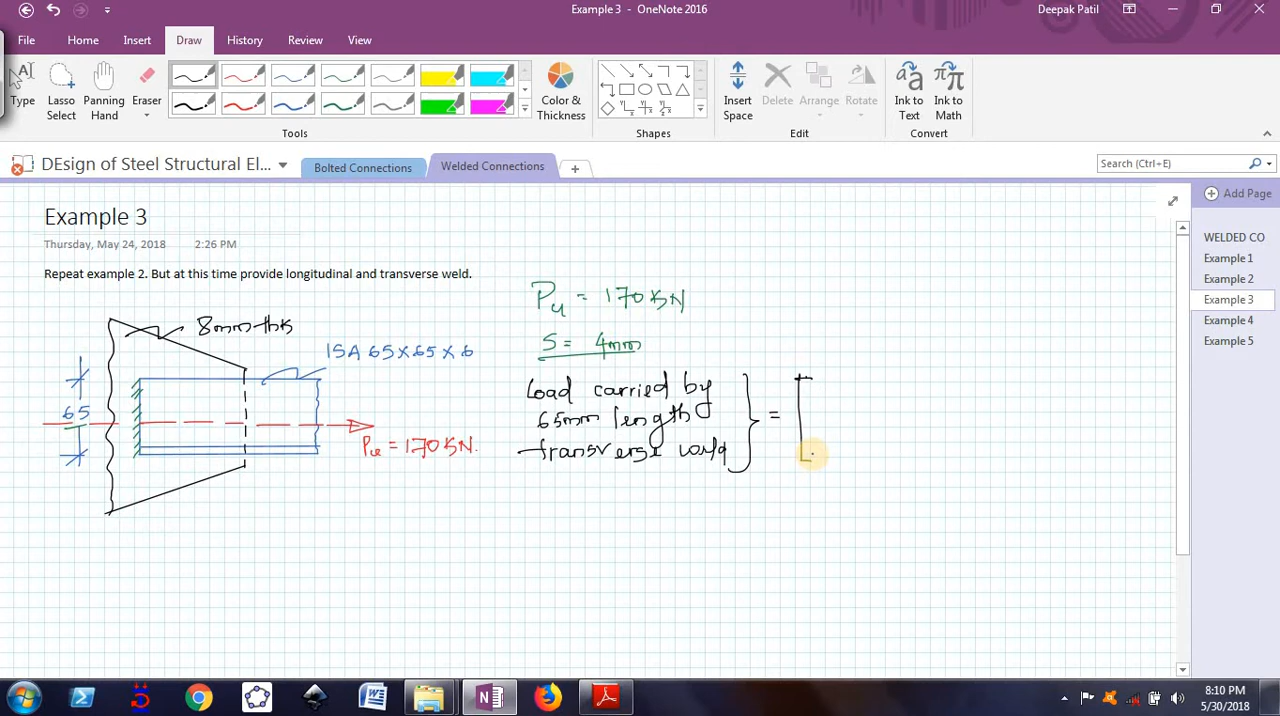 Example 3 - OneNote 2016
Deepak Patil
File Home Insert Draw History Review View
Type
Lasso Select
Panning Hand
Eraser
Color & Thickness
Insert Space
Delete
Arrange
Rotate
Ink to Text
Ink to Math
Tools
Shapes
Edit
Convert
DEsign of Steel Structural El...
Bolted Connections
Welded Connections
Search (Ctrl+E)
Add Page
Example 3
Thursday, May 24, 2018 2:26 PM
Repeat example 2. But at this time provide longitudinal and transverse weld.
WELDED CO
Example 1
Example 2
Example 3
Example 4
Example 5
8mm thk
ISA 65X65X6
65
Pu = 170KN.
Pu = 170KN
S = 4mm
Load carried by
65mm length
transverse
} = [
8:10 PM
5/30/2018